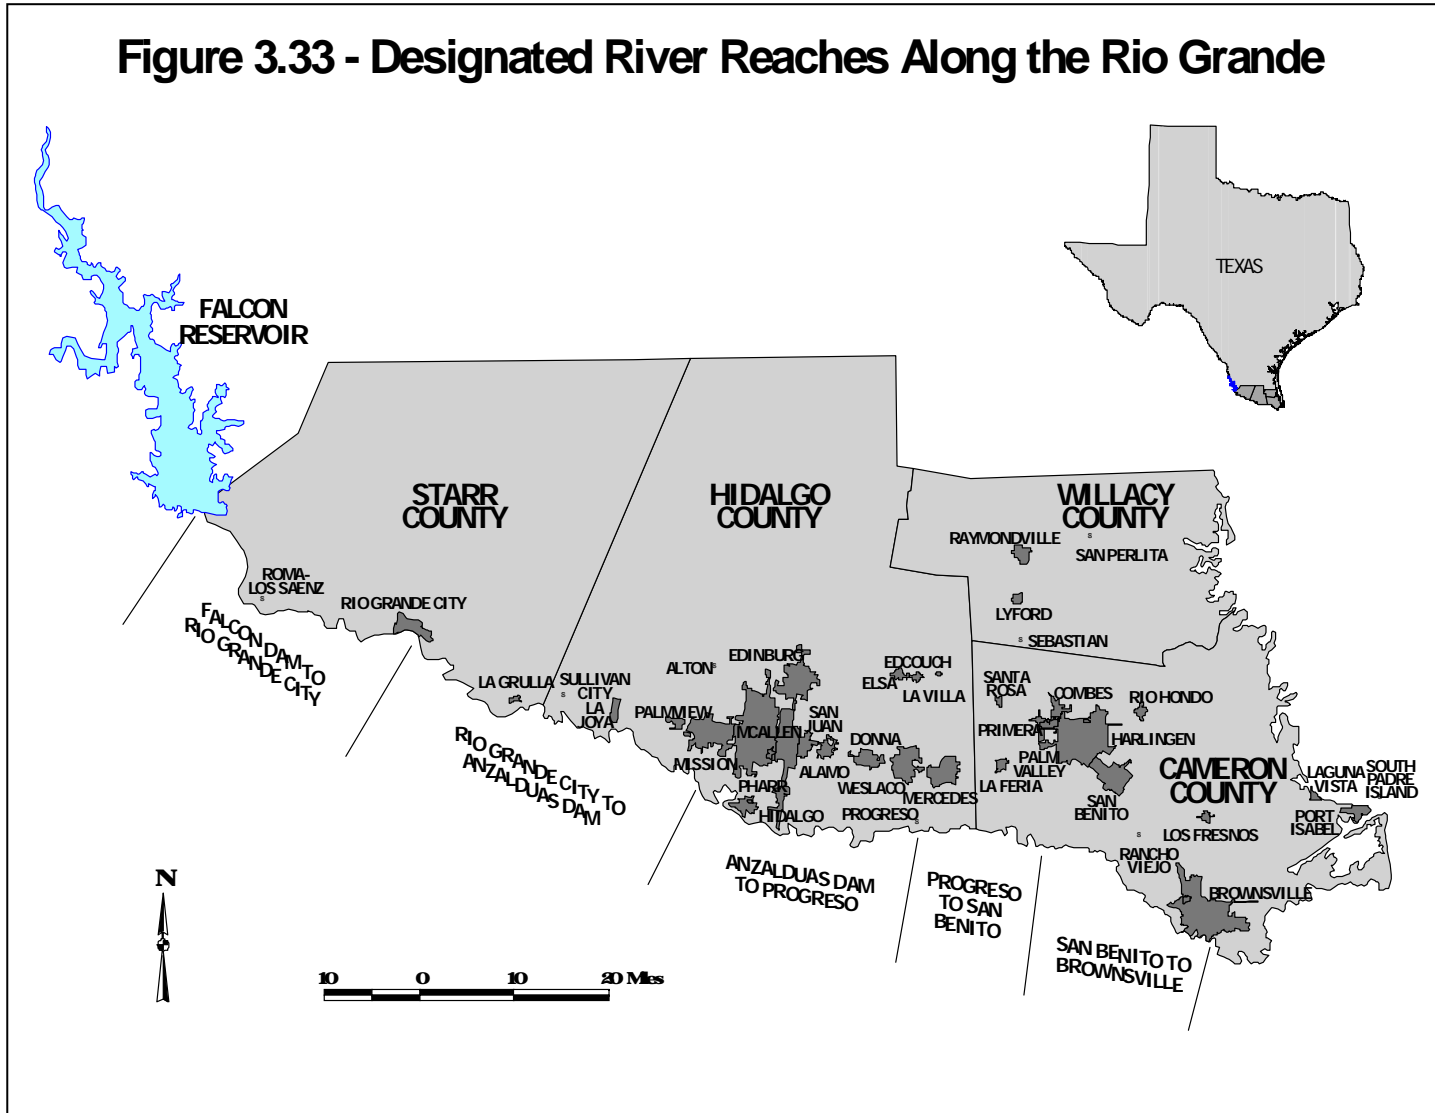 Figure 3.33 - Designated River Reaches Along the Rio Grande
TEXAS
FALCON
RESERVOIR
STARR
COUNTY
HIDALGO
COUNTY
WILLACY
COUNTY
RAYMONDVILLE
S
SAN PERLITA
LYFORD
S
SEBASTIAN
ROMA-
LOS SAENZ
S
RIO GRANDE CITY
FALCON DAM TO
RIO GRANDE CITY
LA GRULLA
SULLIVAN
CITY
S
LA
JOYA
ALTON
S
EDINBURG
PALMVIEW
MCALLEN
MISSION
PHARR
HIDALGO
SAN
JUAN
ALAMO
DONNA
WESLACO
MERCEDES
PROGRESO
S
EDCOUCH
ELSA
LA VILLA
SANTA
ROSA
COMBES
RIO HONDO
PRIMERA
HARLINGEN
PALM
VALLEY
LA FERIA
SAN
BENITO
CAMERON
COUNTY
LAGUNA
VISTA
SOUTH
PADRE
ISLAND
PORT
ISABEL
LOS FRESNOS
S
RANCHO
VIEJO
BROWNSVILLE
RIO GRANDE CITY TO
ANZALDUAS DAM
ANZALDUAS DAM
TO PROGRESO
PROGRESO
TO SAN
BENITO
SAN BENITO TO
BROWNSVILLE
N
10 0 10 20 Miles